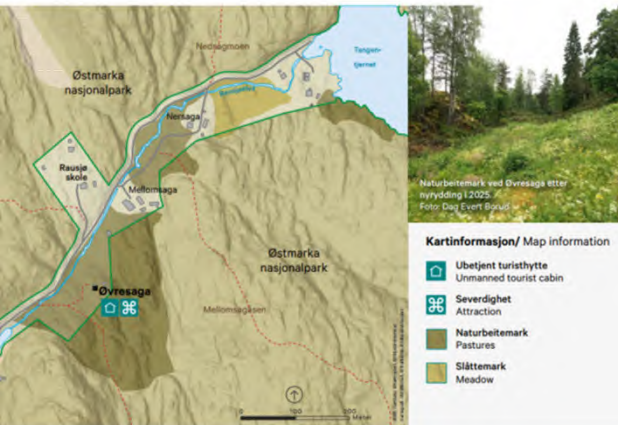 Nedsagmoen
Tangen-
tjernet
Østmarka
nasjonalpark
Nersaga
Rausjø
skole
Mellomsaga
Østmarka
nasjonalpark
Øvresaga
Mellomsagåsen
0 100 200
Meter
Naturbeitemark ved Øvresaga etter
nyrydding i 2025.
Foto: Dag Evert Borud
Kartinformasjon/ Map information
Ubetjent turisthytte
Unmanned tourist cabin
Severdighet
Attraction
Naturbeitemark
Pastures
Slåttemark
Meadow